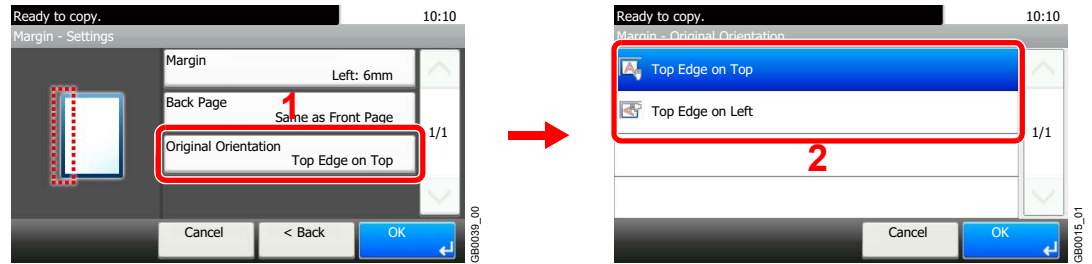 Ready to copy.
10:10
Margin - Settings
Margin
Left: 6mm
Back Page
1
Same as Front Page
1/1
Original Orientation
Top Edge on Top
Cancel
< Back
OK
GB0039_00
Ready to copy.
10:10
Margin - Original Orientation
Top Edge on Top
Top Edge on Left
1/1
2
Cancel
OK
GB0015_01